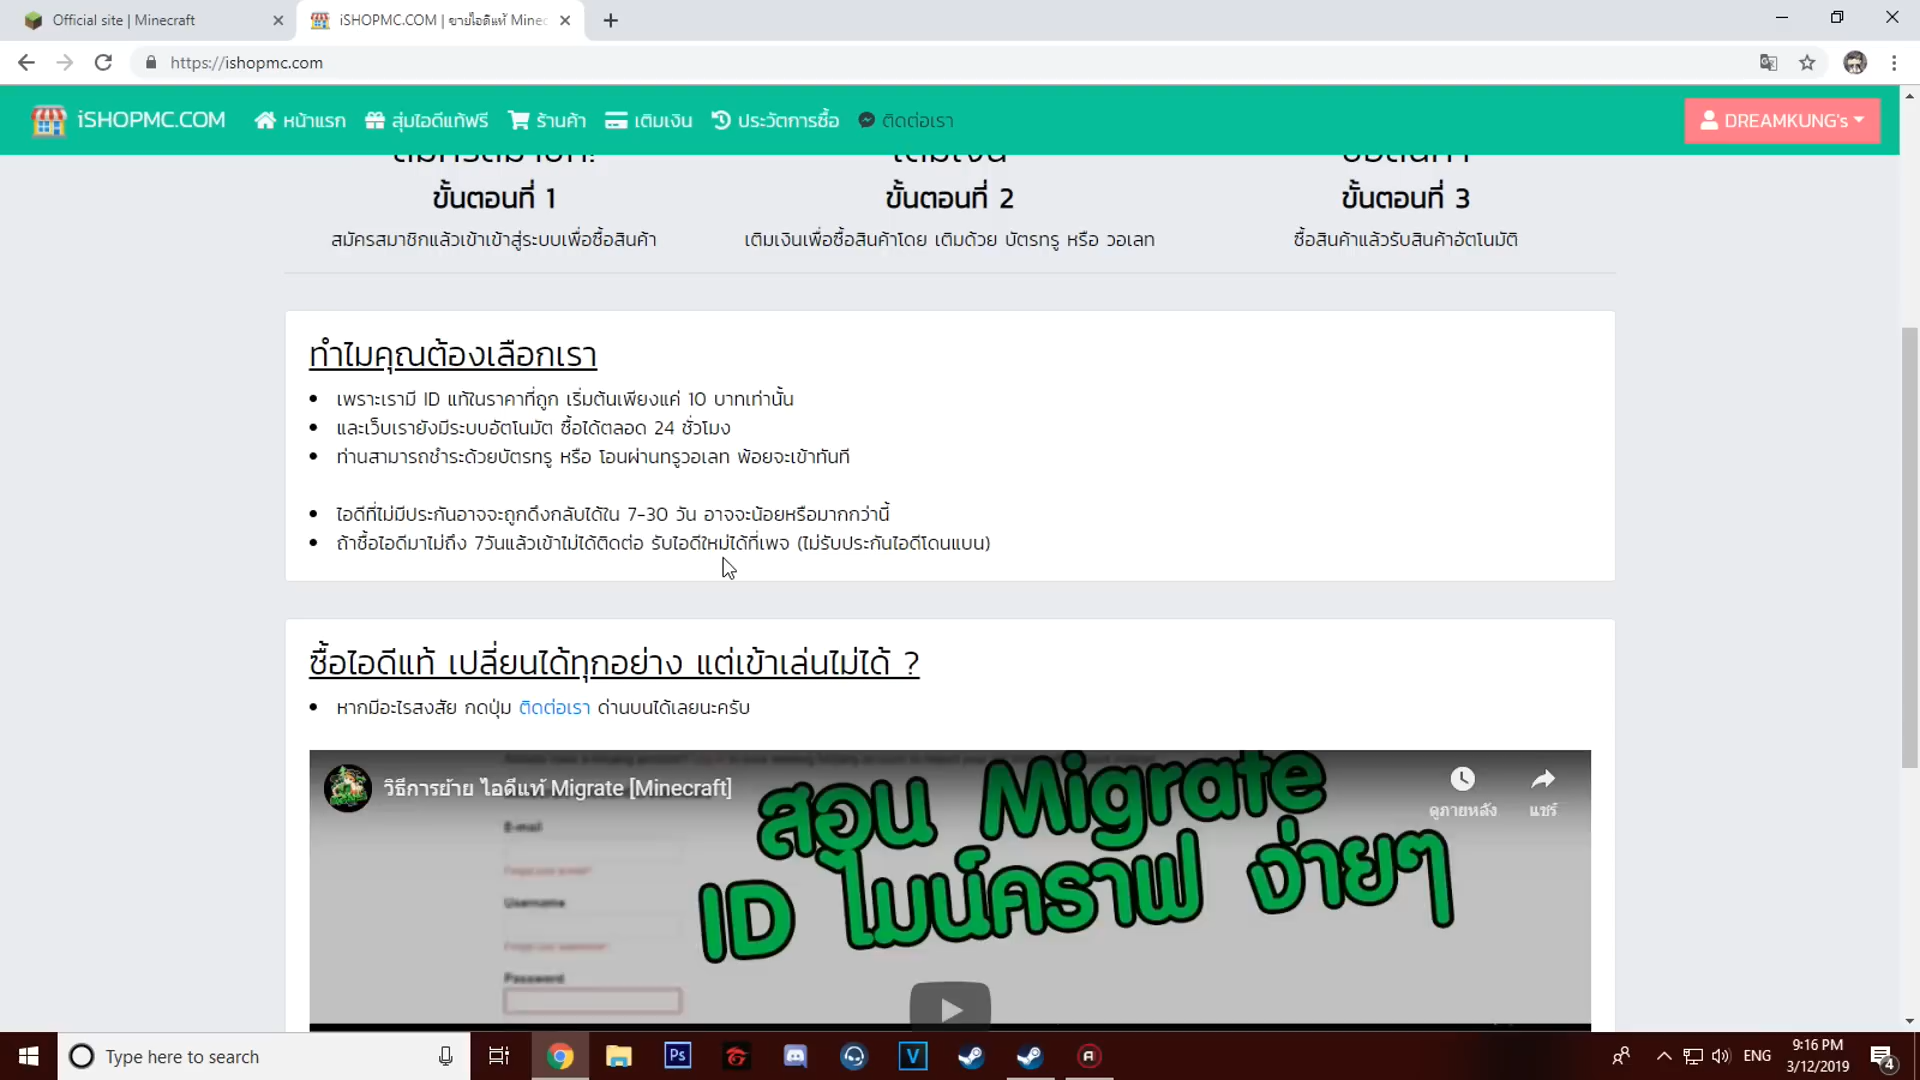 Official site | Minecraft
iSHOPMC.COM | ขายไอดีแท้ Minec
https://ishopmc.com
iSHOPMC.COM
หน้าแรก
สุ่มไอดีแท้ฟรี
ร้านค้า
เติมเงิน
ประวัติการซื้อ
ติดต่อเรา
DREAMKUNG's
ขั้นตอนที่ 1
ขั้นตอนที่ 2
ขั้นตอนที่ 3
สมัครสมาชิกแล้วเข้าเข้าสู่ระบบเพื่อซื้อสินค้า
เติมเงินเพื่อซื้อสินค้าโดย เติมด้วย บัตรทรู หรือ วอเลท
ซื้อสินค้าแล้วรับสินค้าอัตโนมัติ
ทำไมคุณต้องเลือกเรา
เพราะเรามี ID แท้ในราคาที่ถูก เริ่มต้นเพียงแค่ 10 บาทเท่านั้น
และเว็บเรายังมีระบบอัตโนมัต ซื้อได้ตลอด 24 ชั่วโมง
ท่านสามารถชำระด้วยบัตรทรู หรือ โอนผ่านทรูวอเลท พ้อยจะเข้าทันที
ไอดีที่ไม่มีประกันอาจจะถูกดึงกลับได้ใน 7-30 วัน อาจจะน้อยหรือมากกว่านี้
ถ้าซื้อไอดีมาไม่ถึง 7วันแล้วเข้าไม่ได้ติดต่อ รับไอดีใหม่ได้ที่เพจ (ไม่รับประกันไอดีโดนแบน)
ซื้อไอดีแท้ เปลี่ยนได้ทุกอย่าง แต่เข้าเล่นไม่ได้ ?
หากมีอะไรสงสัย กดปุ่ม ติดต่อเรา ด่านบนได้เลยนะครับ
วิธีการย้าย ไอดีแท้ Migrate [Minecraft]
ดูภายหลัง
แชร์
สอน Migrate
ID ไมน์คราฟ ง่ายๆ
E-mail
Username
Password
Type here to search
Ps
V
ENG
9:16 PM
3/12/2019
4